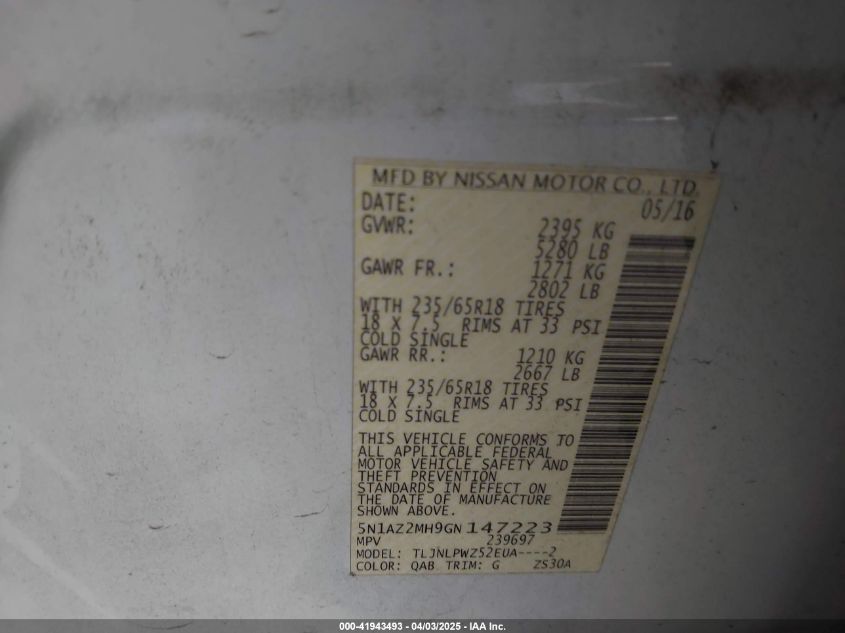 MFD BY NISSAN MOTOR CO., LTD.
DATE: 05/16
GVWR: 2395 KG
5280 LB
GAWR FR.: 1271 KG
2802 LB
WITH 235/65R18 TIRES
18 X 7.5 RIMS AT 33 PSI
COLD SINGLE
GAWR RR.: 1210 KG
2667 LB
WITH 235/65R18 TIRES
18 X 7.5 RIMS AT 33 PSI
COLD SINGLE
THIS VEHICLE CONFORMS TO
ALL APPLICABLE FEDERAL
MOTOR VEHICLE SAFETY AND
THEFT PREVENTION
STANDARDS IN EFFECT ON
THE DATE OF MANUFACTURE
SHOWN ABOVE.
5N1AZ2MH9GN147223
MPV 239697
MODEL: TLJNLPWZ52EUA----2
COLOR: QAB TRIM: G ZS30A
000-41943493 - 04/03/2025 - IAA Inc.